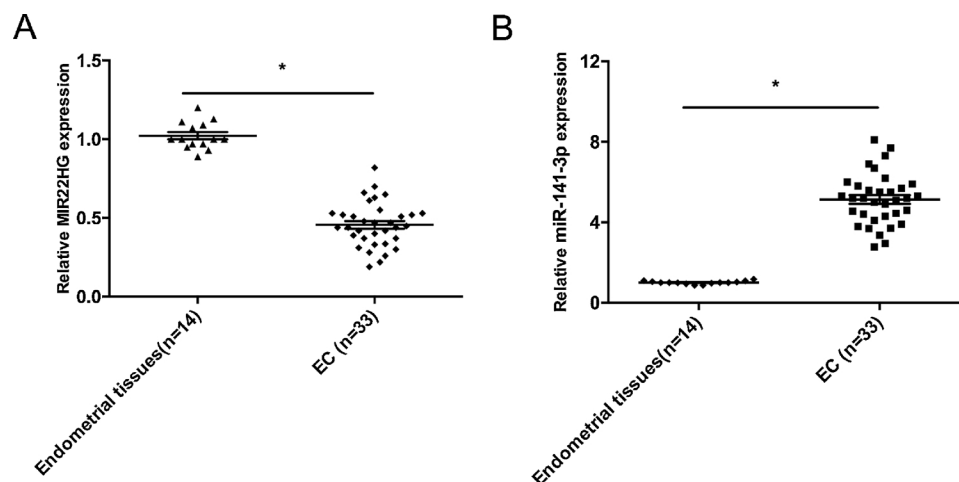 A
Relative MIR22HG expression
1.5
1.0
0.5
0.0
*
Endometrial tissues(n=14)
EC (n=33)
B
Relative miR-141-3p expression
12
8
4
0
*
Endometrial tissues(n=14)
EC (n=33)